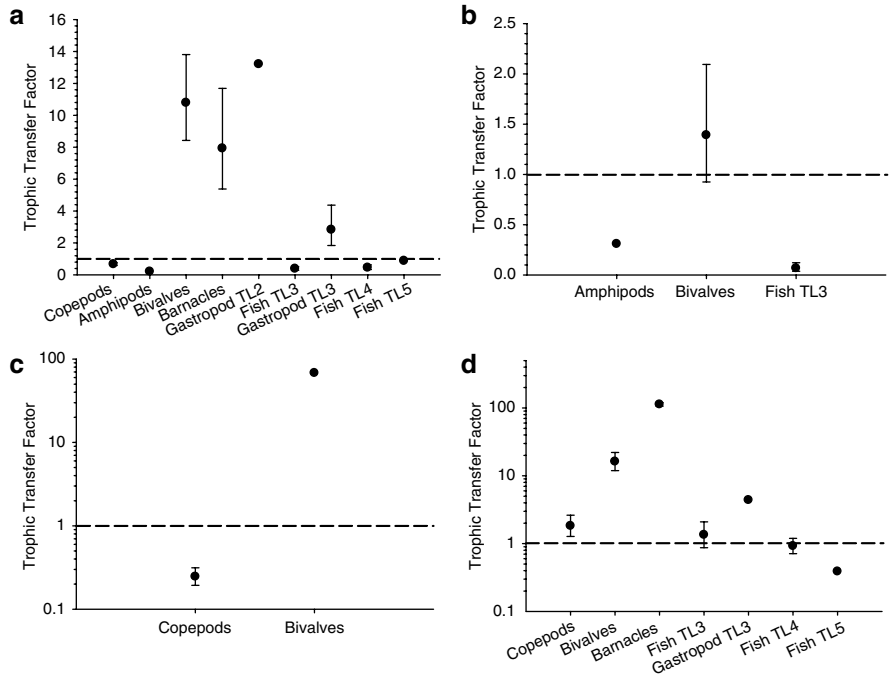 a
16
14
12
10
8
6
4
2
0
Trophic Transfer Factor
Copepods
Amphipods
Bivalves
Barnacles
Gastropod TL2
Fish TL3
Gastropod TL3
Fish TL4
Fish TL5
b
2.5
2.0
1.5
1.0
0.5
0.0
Trophic Transfer Factor
Amphipods
Bivalves
Fish TL3
c
100
10
1
0.1
Trophic Transfer Factor
Copepods
Bivalves
d
100
10
1
0.1
Trophic Transfer Factor
Copepods
Bivalves
Barnacles
Fish TL3
Gastropod TL3
Fish TL4
Fish TL5